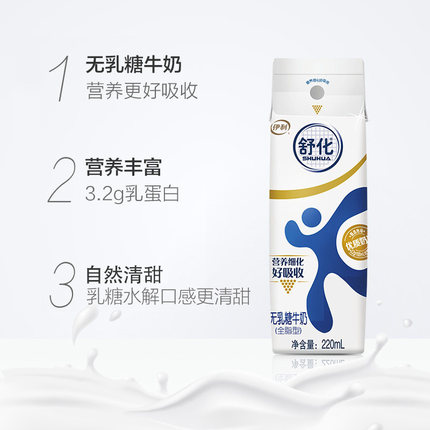 1
无乳糖牛奶
营养更好吸收
2
营养丰富
3.2g乳蛋白
3
自然清甜
乳糖水解口感更清甜
伊利
舒化
SHUHUA
营养细化
好吸收
无乳糖牛奶
(全脂型)
净含量：220mL